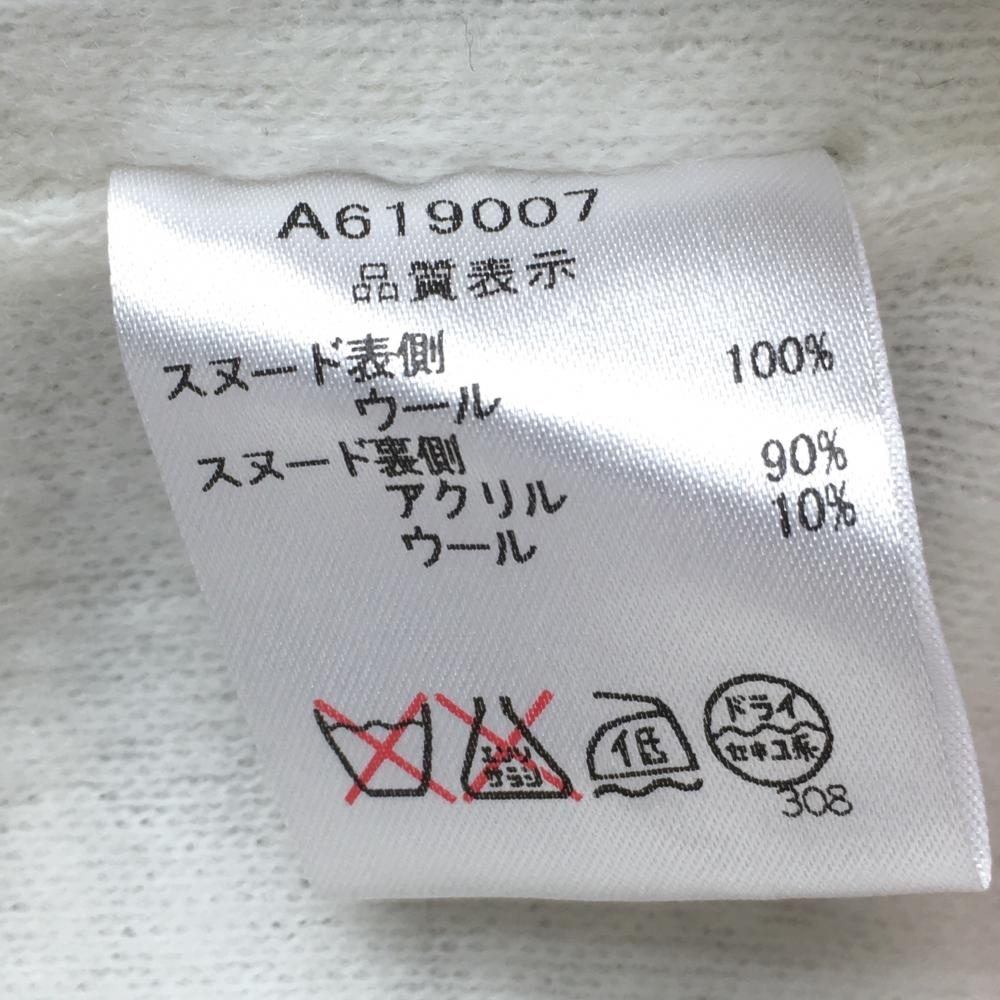 A619007
品質表示
スヌード表側
ウール 100%
スヌード裏側
アクリル 90%
ウール 10%
エンソ
サラシ
低
ドライ
セキユ系
308